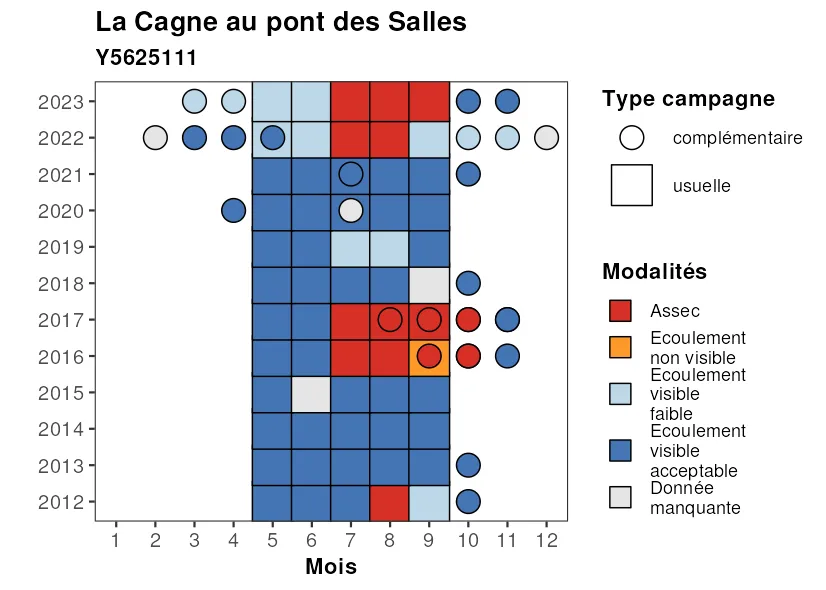 La Cagne au pont des Salles
Y5625111
2023
2022
2021
2020
2019
2018
2017
2016
2015
2014
2013
2012
1 2 3 4 5 6 7 8 9 10 11 12
Mois
Type campagne
complémentaire
usuelle
Modalités
Assec
Ecoulement
non visible
Ecoulement
visible
faible
Ecoulement
visible
acceptable
Donnée
manquante